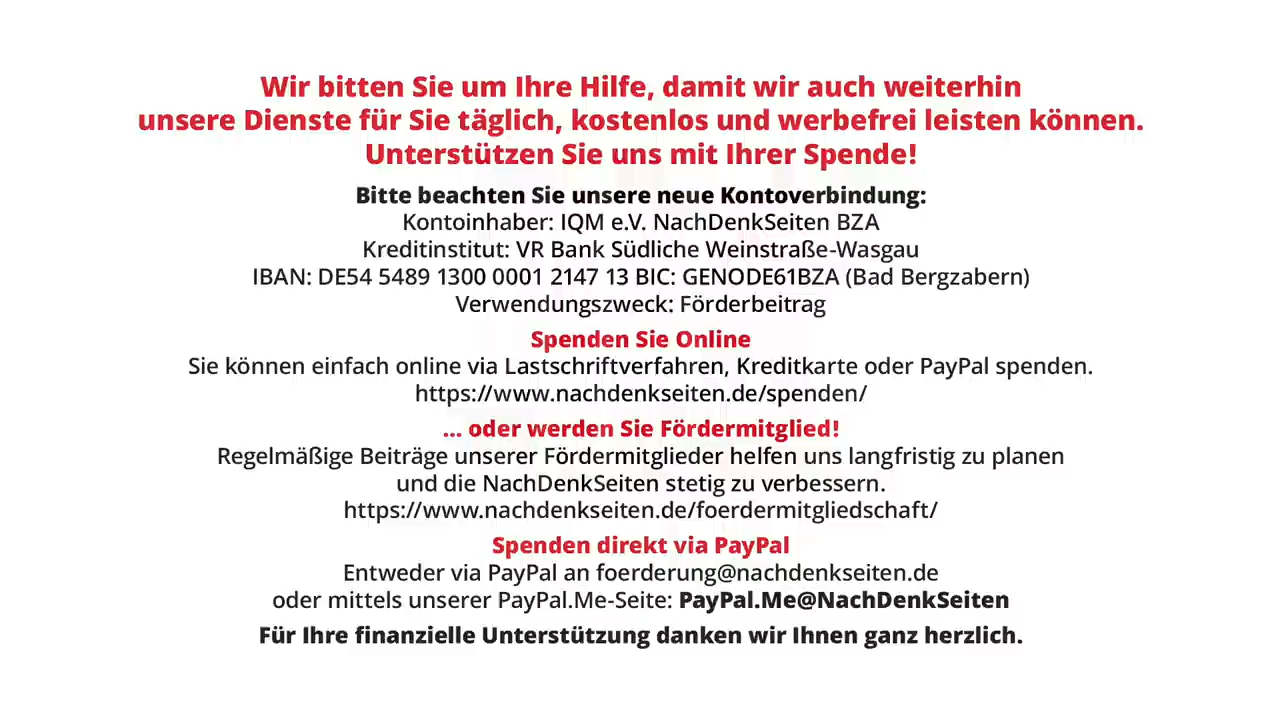 Wir bitten Sie um Ihre Hilfe, damit wir auch weiterhin
unsere Dienste für Sie täglich, kostenlos und werbefrei leisten können.
Unterstützen Sie uns mit Ihrer Spende!
Bitte beachten Sie unsere neue Kontoverbindung:
Kontoinhaber: IQM e.V. NachDenkSeiten BZA
Kreditinstitut: VR Bank Südliche Weinstraße-Wasgau
IBAN: DE54 5489 1300 0001 2147 13 BIC: GENODE61BZA (Bad Bergzabern)
Verwendungszweck: Förderbeitrag
Spenden Sie Online
Sie können einfach online via Lastschriftverfahren, Kreditkarte oder PayPal spenden.
https://www.nachdenkseiten.de/spenden/
... oder werden Sie Fördermitglied!
Regelmäßige Beiträge unserer Fördermitglieder helfen uns langfristig zu planen
und die NachDenkSeiten stetig zu verbessern.
https://www.nachdenkseiten.de/foerdermitgliedschaft/
Spenden direkt via PayPal
Entweder via PayPal an foerderung@nachdenkseiten.de
oder mittels unserer PayPal.Me-Seite: PayPal.Me@NachDenkSeiten
Für Ihre finanzielle Unterstützung danken wir Ihnen ganz herzlich.